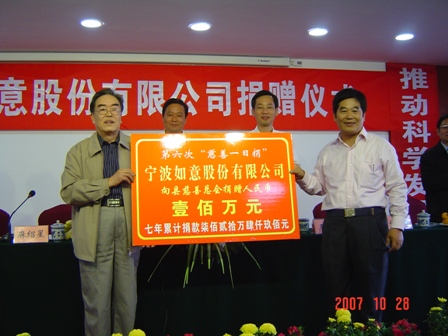 意股份有限公司捐赠仪式
推动科学发
第六次“慈善一日捐”
宁波如意股份有限公司
向县慈善总会捐赠人民币
壹佰万元
七年累计捐款柒佰贰拾万肆仟玖佰元
麻绍星
2007 10 28